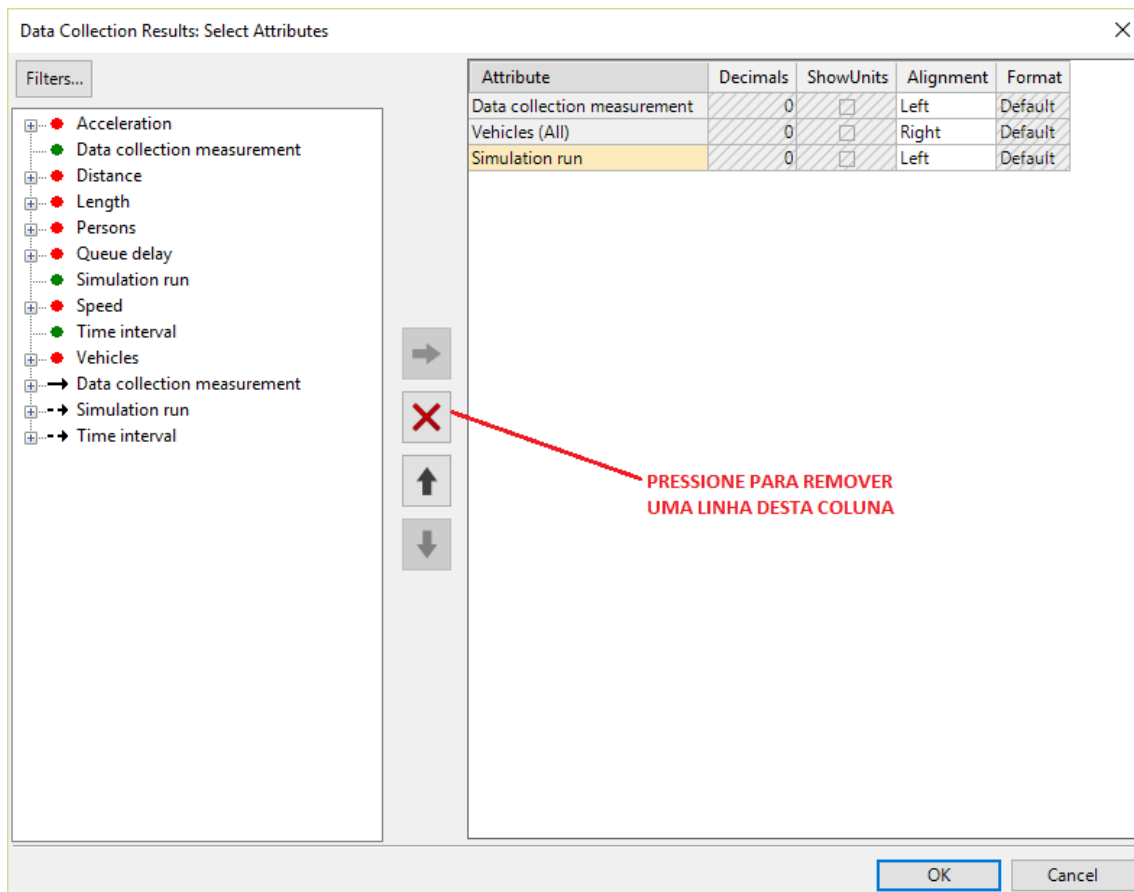 Data Collection Results: Select Attributes
Filters...
Acceleration
Data collection measurement
Distance
Length
Persons
Queue delay
Simulation run
Speed
Time interval
Vehicles
Data collection measurement
Simulation run
Time interval
Attribute Decimals ShowUnits Alignment Format
Data collection measurement 0 Left Default
Vehicles (All) 0 Right Default
Simulation run 0 Left Default
PRESSIONE PARA REMOVER
UMA LINHA DESTA COLUNA
OK Cancel